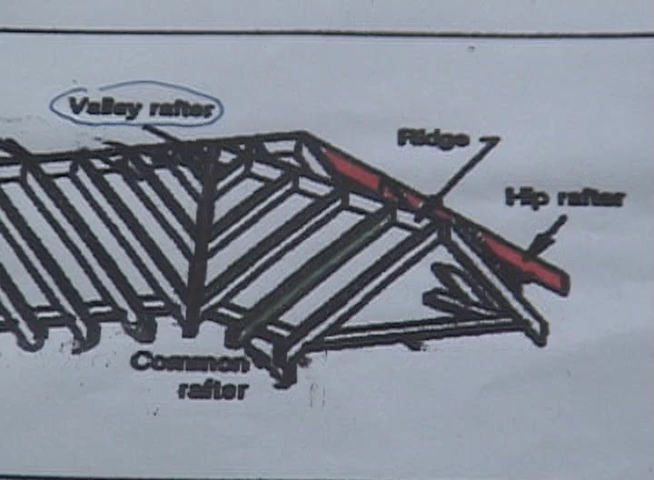 Valley rafter
Ridge
Hip rafter
Common
rafter